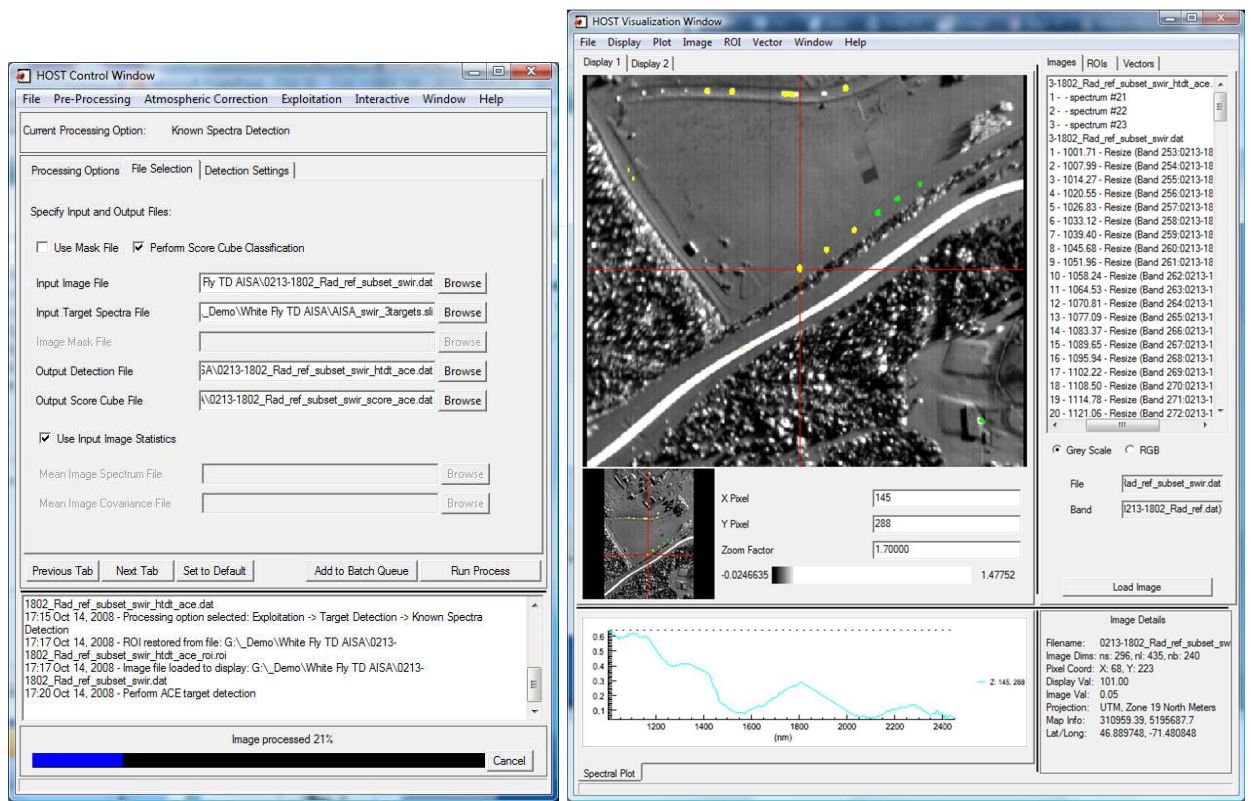 HOST Control Window
File Pre-Processing Atmospheric Correction Exploitation Interactive Window Help
Current Processing Option: Known Spectra Detection
Processing Options File Selection Detection Settings
Specify Input and Output Files:
Use Mask File Perform Score Cube Classification
Input Image File Fly TD AISA\0213-1802_Rad_ref_subset_swir.dat Browse
Input Target Spectra File _Demo\White Fly TD AISA\AISA_swir_3targets.sli Browse
Image Mask File Browse
Output Detection File SA\0213-1802_Rad_ref_subset_swir_htdt_ace.dat Browse
Output Score Cube File \0213-1802_Rad_ref_subset_swir_score_ace.dat Browse
Use Input Image Statistics
Mean Image Spectrum File Browse
Mean Image Covariance File Browse
Previous Tab Next Tab Set to Default Add to Batch Queue Run Process
1802_Rad_ref_subset_swir_htdt_ace.dat
17:15 Oct 14, 2008 - Processing option selected: Exploitation -> Target Detection -> Known Spectra
Detection
17:17 Oct 14, 2008 - ROI restored from file: G:\_Demo\White Fly TD AISA\0213-
1802_Rad_ref_subset_swir_htdt_ace_roi.roi
17:17 Oct 14, 2008 - Image file loaded to display: G:\_Demo\White Fly TD AISA\0213-
1802_Rad_ref_subset_swir.dat
17:20 Oct 14, 2008 - Perform ACE target detection
Image processed 21%
Cancel
HOST Visualization Window
File Display Plot Image ROI Vector Window Help
Display 1 Display 2
Images ROIs Vectors
3-1802_Rad_ref_subset_swir_htdt_ace.
1 - - spectrum #21
2 - - spectrum #22
3 - - spectrum #23
3-1802_Rad_ref_subset_swir.dat
1 - 1001.71 - Resize (Band 253:0213-18
2 - 1007.99 - Resize (Band 254:0213-18
3 - 1014.27 - Resize (Band 255:0213-18
4 - 1020.55 - Resize (Band 256:0213-18
5 - 1026.83 - Resize (Band 257:0213-18
6 - 1033.12 - Resize (Band 258:0213-18
7 - 1039.40 - Resize (Band 259:0213-18
8 - 1045.68 - Resize (Band 260:0213-18
9 - 1051.96 - Resize (Band 261:0213-18
10 - 1058.24 - Resize (Band 262:0213-1
11 - 1064.53 - Resize (Band 263:0213-1
12 - 1070.81 - Resize (Band 264:0213-1
13 - 1077.09 - Resize (Band 265:0213-1
14 - 1083.37 - Resize (Band 266:0213-1
15 - 1089.65 - Resize (Band 267:0213-1
16 - 1095.94 - Resize (Band 268:0213-1
17 - 1102.22 - Resize (Band 269:0213-1
18 - 1108.50 - Resize (Band 270:0213-1
19 - 1114.78 - Resize (Band 271:0213-1
20 - 1121.06 - Resize (Band 272:0213-1
Grey Scale RGB
File Rad_ref_subset_swir.dat
Band 0213-1802_Rad_ref.dat)
Load Image
X Pixel 145
Y Pixel 288
Zoom Factor 1.70000
-0.0246635 1.47752
0.6
0.5
0.4
0.3
0.2
0.1
1200 1400 1600 1800 2000 2200 2400
(nm)
Z: 145, 288
Spectral Plot
Image Details
Filename: 0213-1802_Rad_ref_subset_sw
Image Dims: ns: 296, nl: 435, nb: 240
Pixel Coord: X: 68, Y: 223
Display Val: 101.00
Image Val: 0.05
Projection: UTM, Zone 19 North Meters
Map Info: 310959.39, 5195687.7
Lat/Long: 46.889748, -71.480848